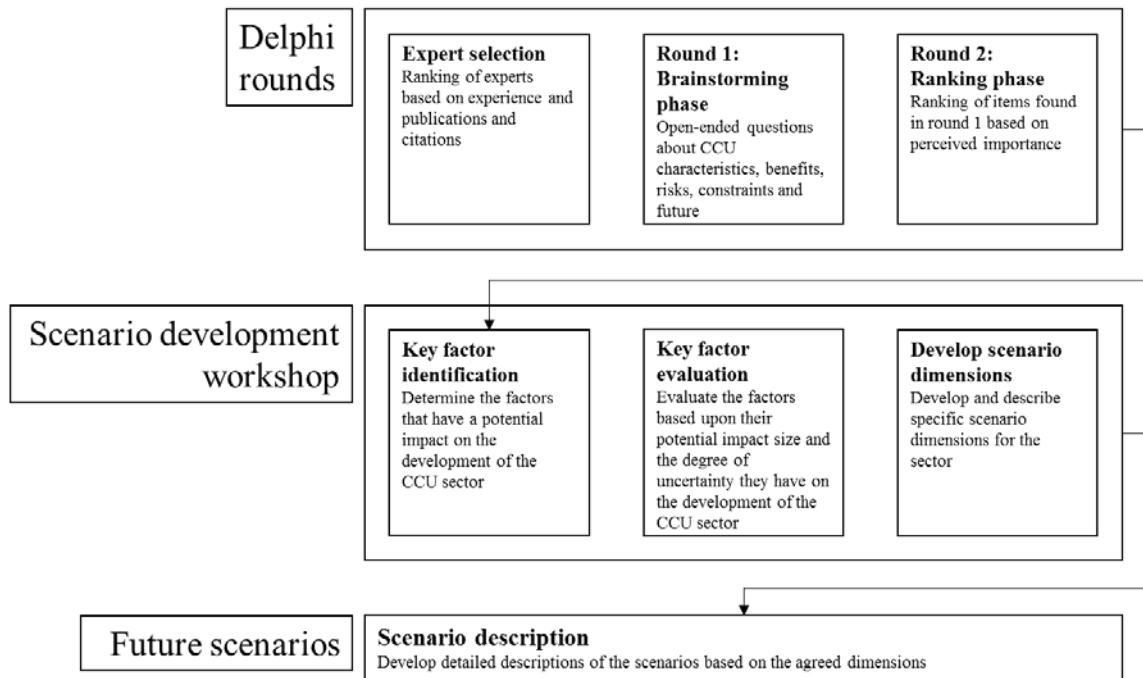 Delphi
rounds
Expert selection
Ranking of experts
based on experience and
publications and
citations
Round 1:
Brainstorming
phase
Open-ended questions
about CCU
characteristics, benefits,
risks, constraints and
future
Round 2:
Ranking phase
Ranking of items found
in round 1 based on
perceived importance
Scenario development
workshop
Key factor
identification
Determine the factors
that have a potential
impact on the
development of the
CCU sector
Key factor
evaluation
Evaluate the factors
based upon their
potential impact size and
the degree of
uncertainty they have on
the development of the
CCU sector
Develop scenario
dimensions
Develop and describe
specific scenario
dimensions for the
sector
Future scenarios
Scenario description
Develop detailed descriptions of the scenarios based on the agreed dimensions